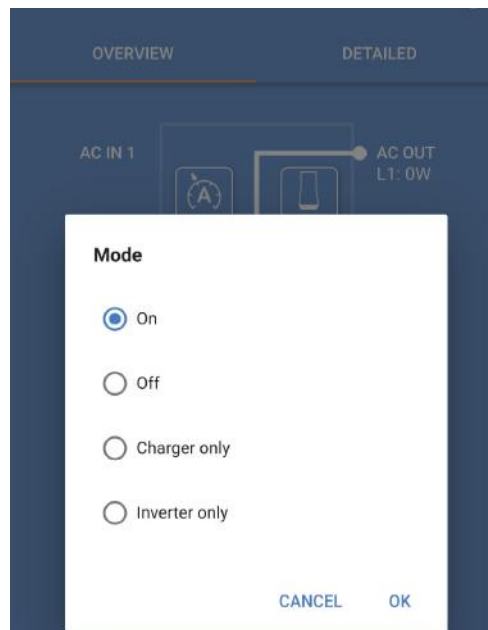 OVERVIEW
DETAILED
AC IN 1
AC OUT
L1: 0W
A
Mode
On
Off
Charger only
Inverter only
CANCEL
OK